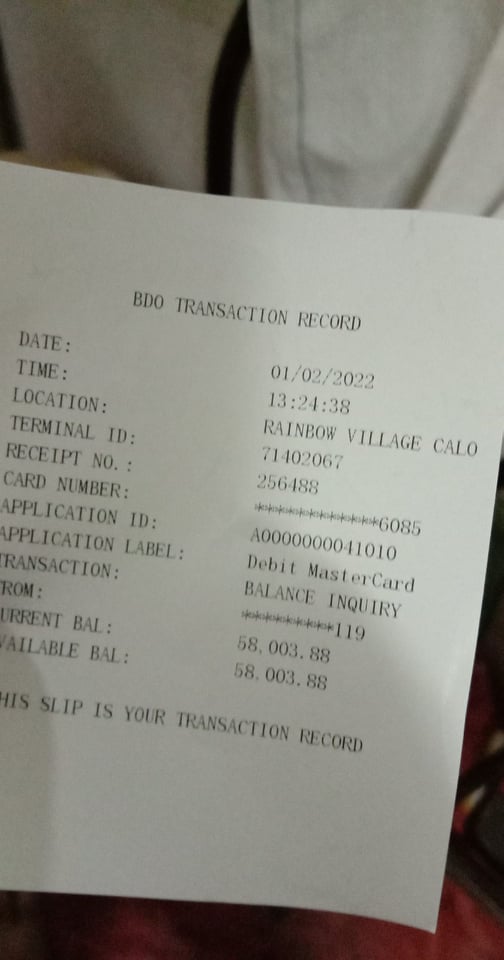 BDO TRANSACTION RECORD
DATE: 01/02/2022
TIME: 13:24:38
LOCATION: RAINBOW VILLAGE CALO
TERMINAL ID: 71402067
RECEIPT NO.: 256488
CARD NUMBER: ************6085
APPLICATION ID: A0000000041010
APPLICATION LABEL: Debit MasterCard
TRANSACTION: BALANCE INQUIRY
ROM: *********119
URRENT BAL: 58,003.88
VAILABLE BAL: 58,003.88
HIS SLIP IS YOUR TRANSACTION RECORD